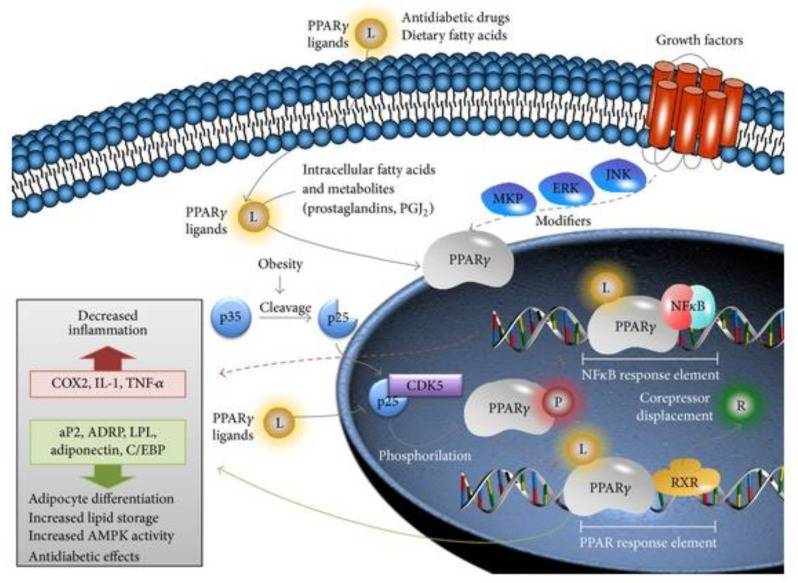 PPARγ
ligands
L
Antidiabetic drugs
Dietary fatty acids
Growth factors
Intracellular fatty acids
and metabolites
(prostaglandins, PGJ2)
PPARγ
ligands
L
MKP
ERK
JNK
Modifiers
PPARγ
Obesity
Cleavage
p35
p25
L
PPARγ
NFκB
NFκB response element
Decreased
inflammation
COX2, IL-1, TNF-α
aP2, ADRP, LPL,
adiponectin, C/EBP
Adipocyte differentiation
Increased lipid storage
Increased AMPK activity
Antidiabetic effects
p25
CDK5
PPARγ
ligands
L
Phosphorilation
PPARγ
P
Corepressor
displacement
R
L
PPARγ
RXR
PPAR response element